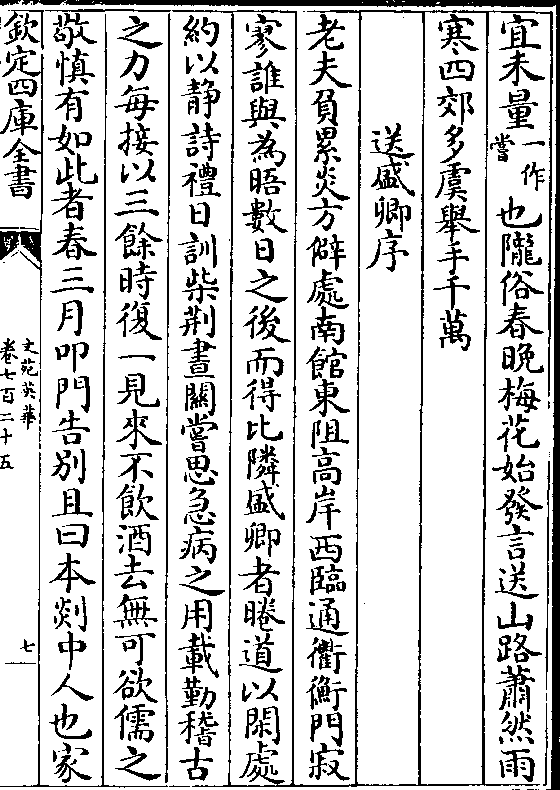 宜未量一作嘗也隴俗春晚梅花始發言送山路蕭然雨
寒四郊多虞舉手千萬
送盛卿序
老夫負累炎方僻處南館東阻高岸西臨通衢衡門寂
寥誰與為晤數日之後而得比隣盛卿者睠道以閑處
約以静詩禮日訓柴荆晝關嘗思急病之用載勤稽古
之力每接以三餘時復一見來不飲酒去無可欲儒之
敬慎有如此者春三月叩門告別且曰本剡中人也家
欽定四庫全書
文苑英華
卷七百二十五
七